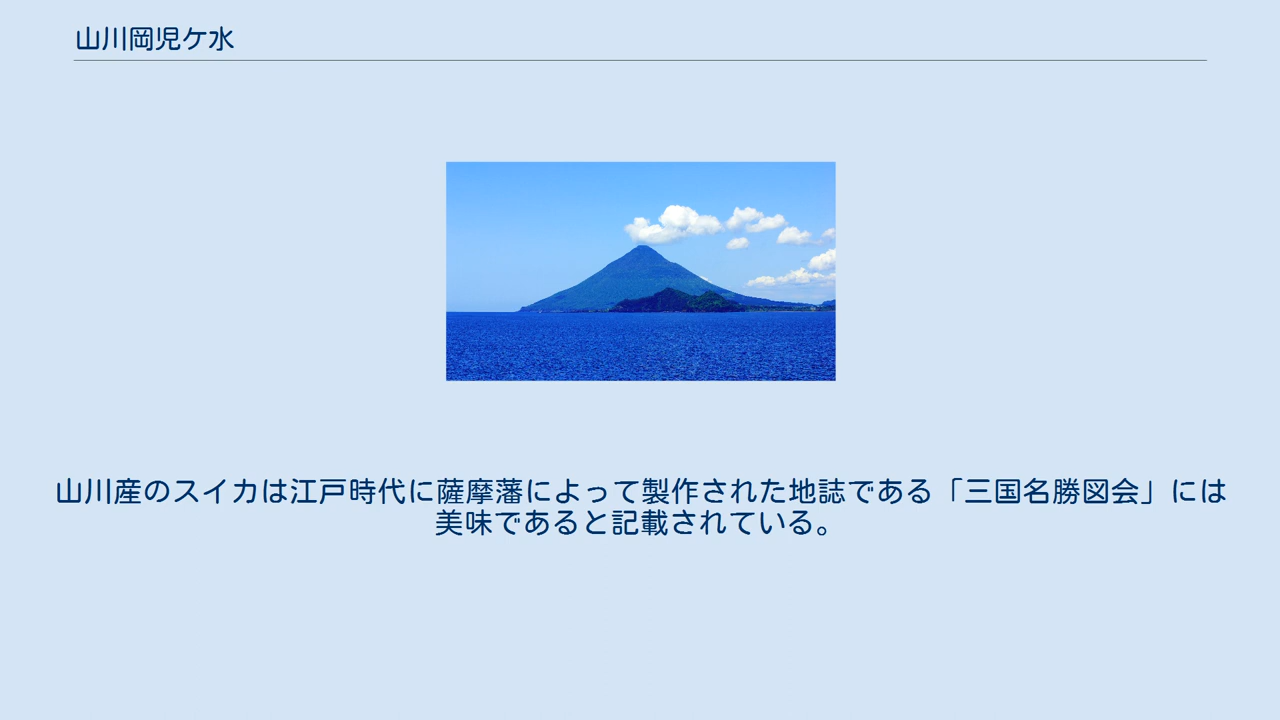 山川岡児ケ水
山川産のスイカは江戸時代に薩摩藩によって製作された地誌である「三国名勝図会」には
美味であると記載されている。